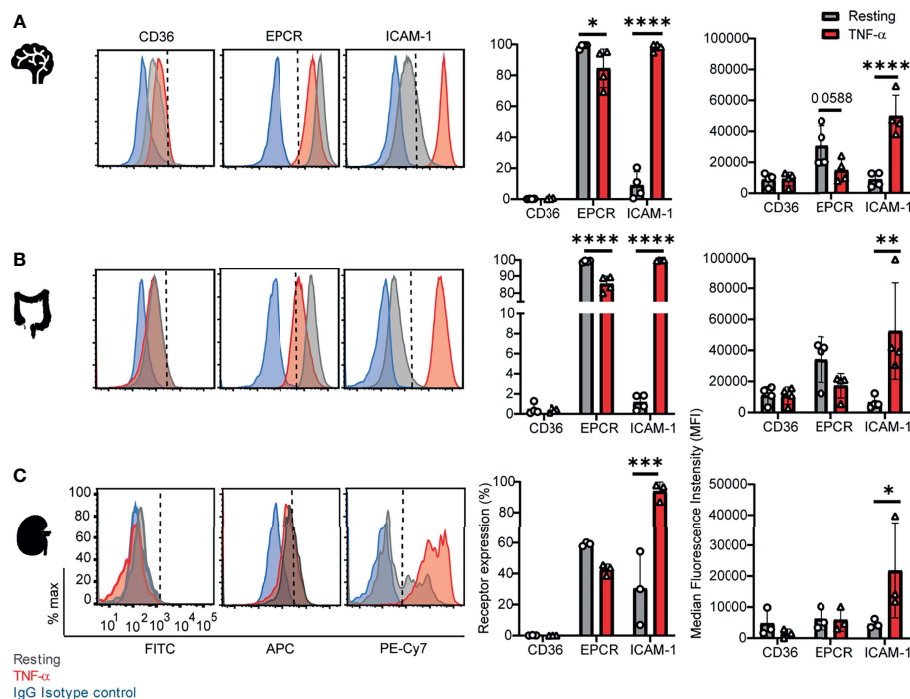 A
CD36 EPCR ICAM-1
Resting
TNF-α
100
80
60
40
20
0
* ****
CD36 EPCR ICAM-1
100000
80000
60000
40000
20000
0
0 0588 ****
CD36 EPCR ICAM-1
B
100
90
80
70
8
6
4
2
0
**** ****
CD36 EPCR ICAM-1
100000
80000
60000
40000
20000
0
**
CD36 EPCR ICAM-1
C
% max
100
80
60
40
20
0
10¹ 10² 10³ 10⁴ 10⁵
FITC APC PE-Cy7
Resting
TNF-α
IgG Isotype control
Receptor expression (%)
100
80
60
40
20
0
***
CD36 EPCR ICAM-1
Median Fluorescence Instensity (MFI)
50000
40000
30000
20000
10000
0
*
CD36 EPCR ICAM-1